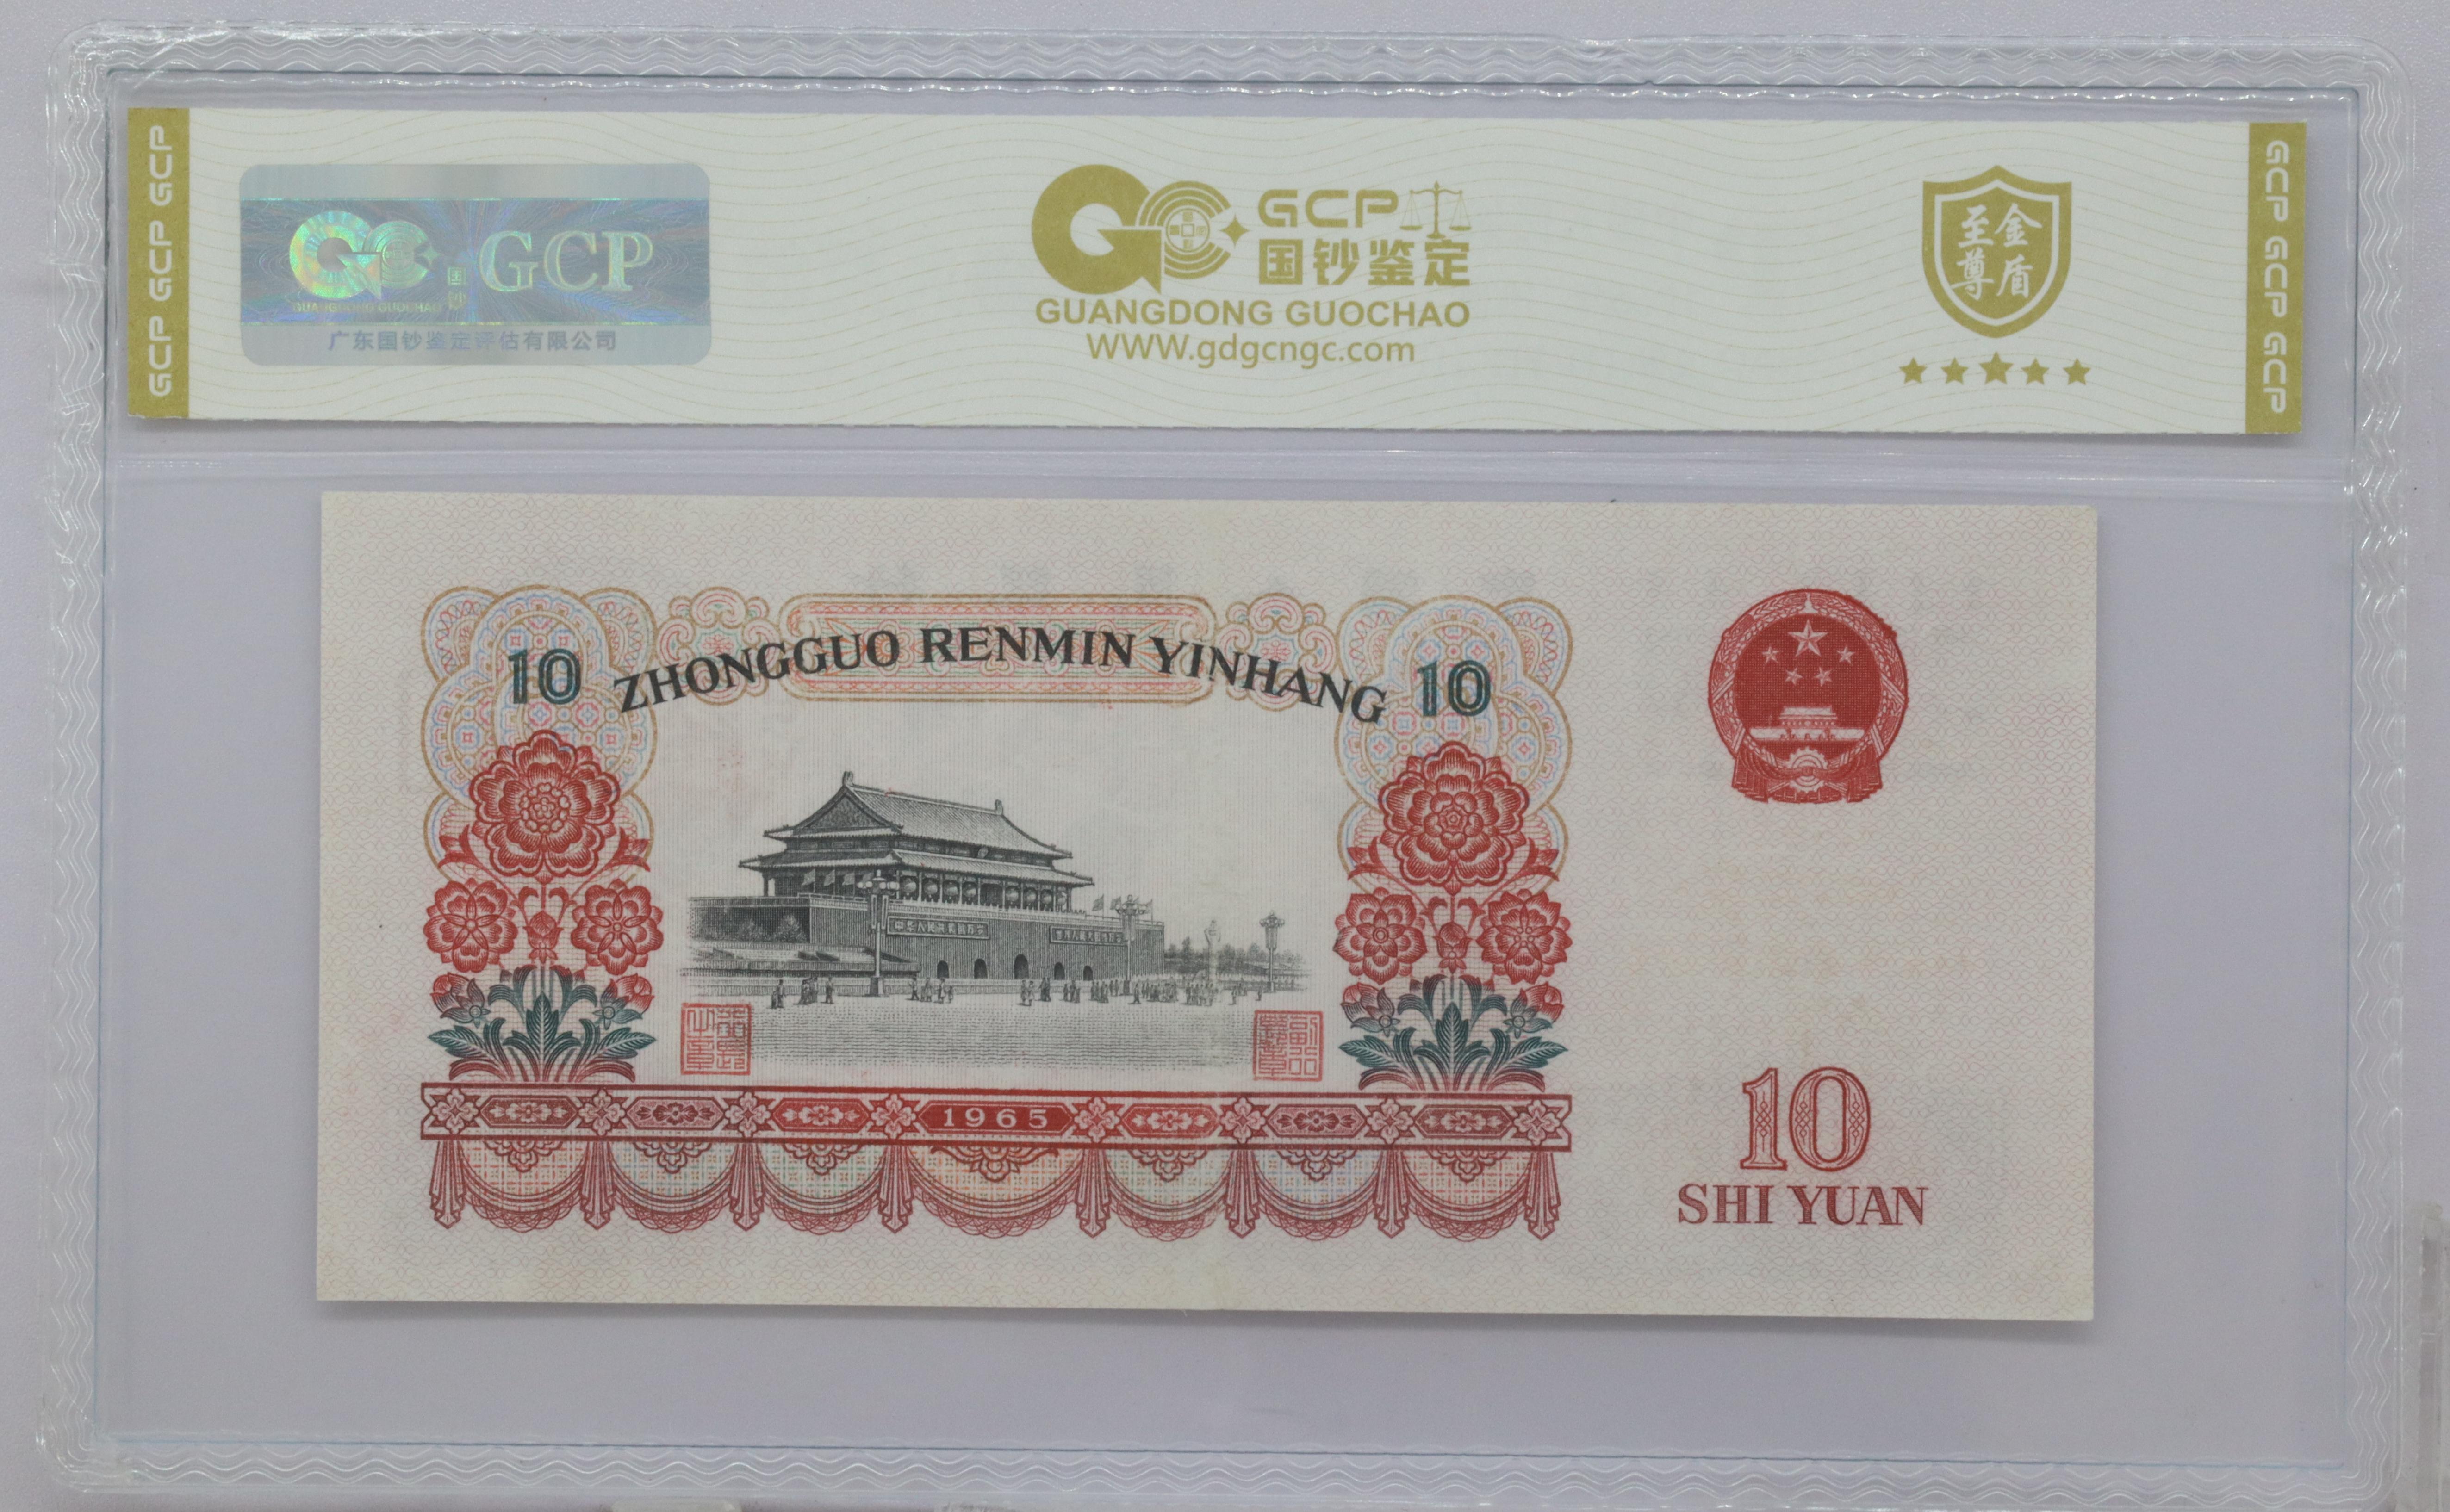 GCP GCP GCP
GCP
国钞
GUANGDONG GUOCHAO
广东国钞鉴定评估有限公司
GCP
国钞鉴定
GUANGDONG GUOCHAO
WWW.gdgcngc.com
至尊
金盾
GCP GCP GCP
ZHONGGUO RENMIN YINHANG
10
10
1965
10
SHI YUAN